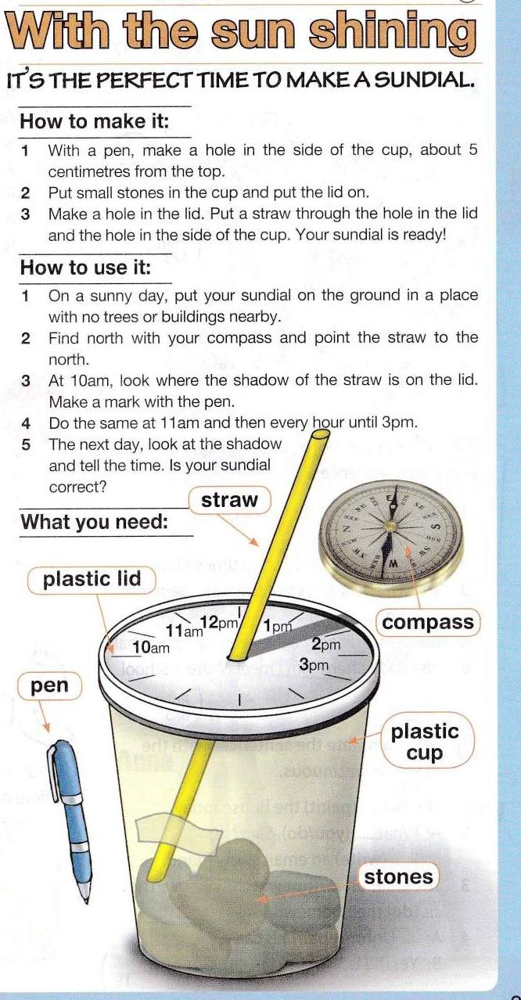 With the sun shining
IT'S THE PERFECT TIME TO MAKE A SUNDIAL.
How to make it:
1 With a pen, make a hole in the side of the cup, about 5
centimetres from the top.
2 Put small stones in the cup and put the lid on.
3 Make a hole in the lid. Put a straw through the hole in the lid
and the hole in the side of the cup. Your sundial is ready!
How to use it:
1 On a sunny day, put your sundial on the ground in a place
with no trees or buildings nearby.
2 Find north with your compass and point the straw to the
north.
3 At 10am, look where the shadow of the straw is on the lid.
Make a mark with the pen.
4 Do the same at 11am and then every hour until 3pm.
5 The next day, look at the shadow
and tell the time. Is your sundial
correct?
What you need:
straw
plastic lid
compass
pen
10am
11am
12pm
1pm
2pm
3pm
plastic
cup
stones
N
E
S
W